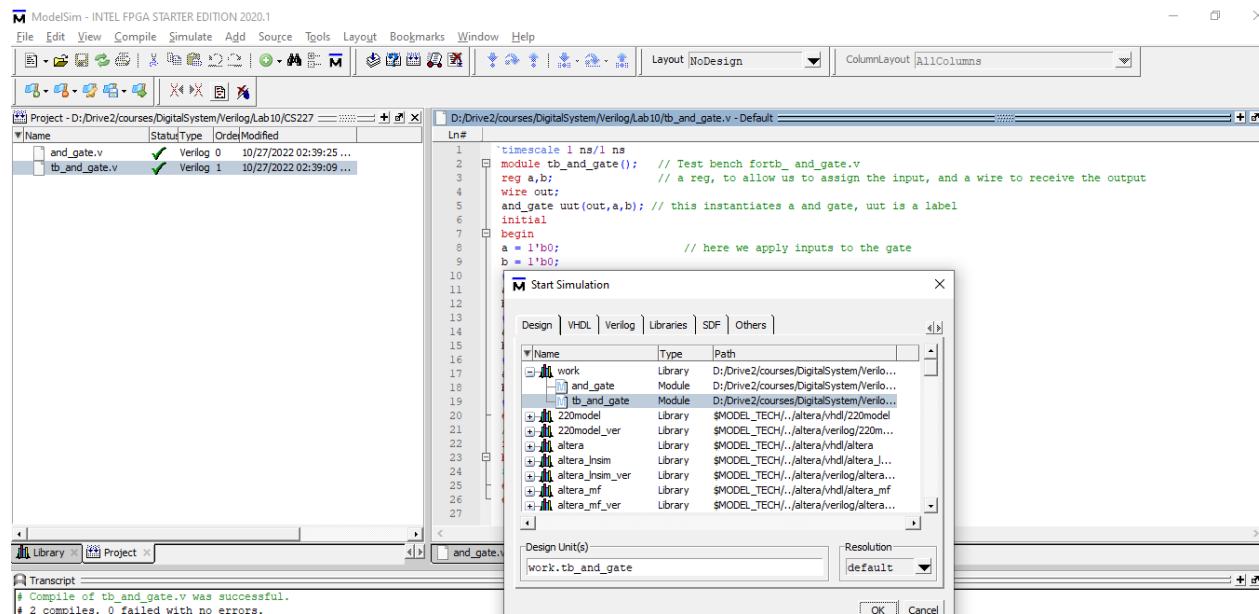 ModelSim - INTEL FPGA STARTER EDITION 2020.1
File Edit View Compile Simulate Add Source Tools Layout Bookmarks Window Help
Layout NoDesign
ColumnLayout AllColumns
Project - D:/Drive2/courses/DigitalSystem/Verilog/Lab10/CS227
Name Status Type Order Modified
and_gate.v Verilog 0 10/27/2022 02:39:25 ...
tb_and_gate.v Verilog 1 10/27/2022 02:39:09 ...
Library Project
D:/Drive2/courses/DigitalSystem/Verilog/Lab10/tb_and_gate.v - Default
Ln#
1 `timescale 1 ns/1 ns
2 module tb_and_gate(); // Test bench fortb_ and_gate.v
3 reg a,b; // a reg, to allow us to assign the input, and a wire to receive the output
4 wire out;
5 and_gate uut(out,a,b); // this instantiates a and gate, uut is a label
6 initial
7 begin
8 a = 1'b0; // here we apply inputs to the gate
9 b = 1'b0;
10
11
12
13
14
15
16
17
18
19
20
21
22
23
24
25
26
27
and_gate.v
Start Simulation
Design VHDL Verilog Libraries SDF Others
Name Type Path
work Library D:/Drive2/courses/DigitalSystem/Verilo...
and_gate Module D:/Drive2/courses/DigitalSystem/Verilo...
tb_and_gate Module D:/Drive2/courses/DigitalSystem/Verilo...
220model Library $MODEL_TECH/../altera/vhdl/220model
220model_ver Library $MODEL_TECH/../altera/verilog/220m...
altera Library $MODEL_TECH/../altera/vhdl/altera
altera_lnsim Library $MODEL_TECH/../altera/vhdl/altera_l...
altera_lnsim_ver Library $MODEL_TECH/../altera/verilog/altera...
altera_mf Library $MODEL_TECH/../altera/vhdl/altera_mf
altera_mf_ver Library $MODEL_TECH/../altera/verilog/altera...
Design Unit(s)
work.tb_and_gate
Resolution
default
OK Cancel
Transcript
# Compile of tb_and_gate.v was successful.
# 2 compiles, 0 failed with no errors.